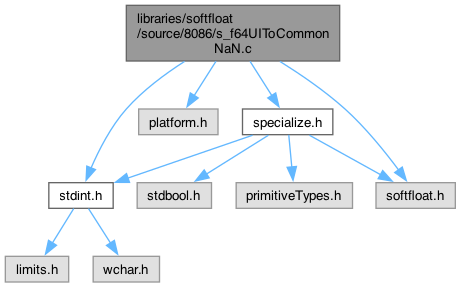 libraries/softfloat
/source/8086/s_f64UIToCommon
NaN.c
platform.h
specialize.h
stdint.h
stdbool.h
primitiveTypes.h
softfloat.h
limits.h
wchar.h